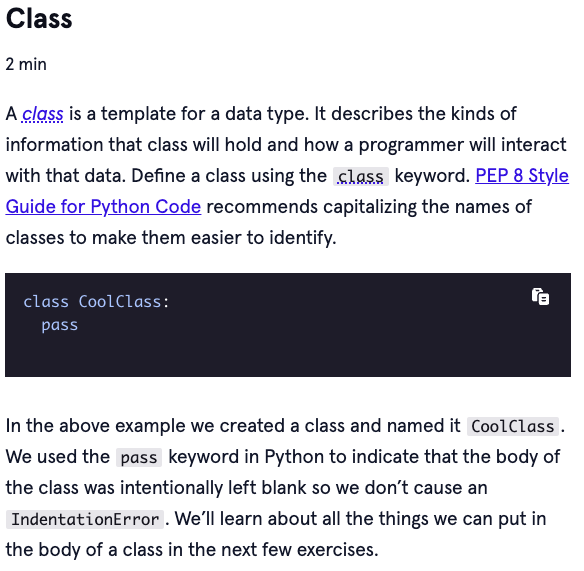 Class
2 min
A class is a template for a data type. It describes the kinds of
information that class will hold and how a programmer will interact
with that data. Define a class using the class keyword. PEP 8 Style
Guide for Python Code recommends capitalizing the names of
classes to make them easier to identify.
class CoolClass:
  pass
In the above example we created a class and named it CoolClass.
We used the pass keyword in Python to indicate that the body of
the class was intentionally left blank so we don’t cause an
IndentationError. We’ll learn about all the things we can put in
the body of a class in the next few exercises.